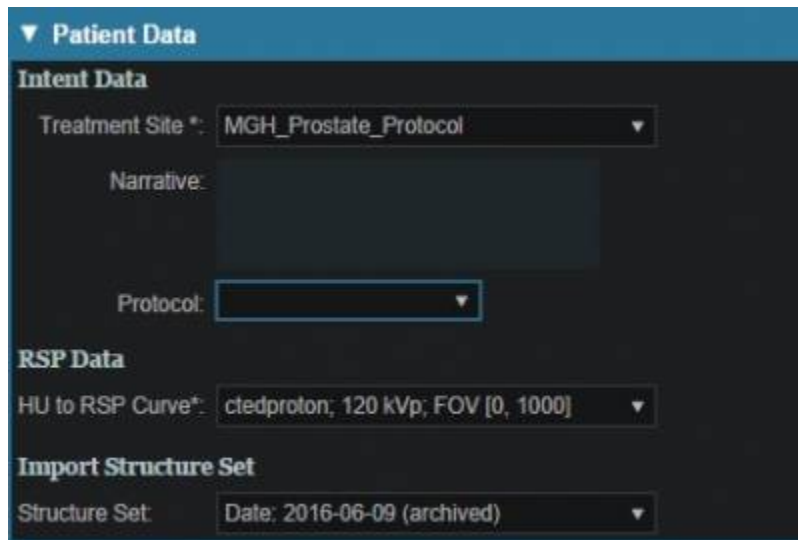 ▼ Patient Data
Intent Data
Treatment Site *: MGH_Prostate_Protocol
Narrative:
Protocol:
RSP Data
HU to RSP Curve*: ctedproton; 120 kVp; FOV [0, 1000]
Import Structure Set
Structure Set: Date: 2016-06-09 (archived)